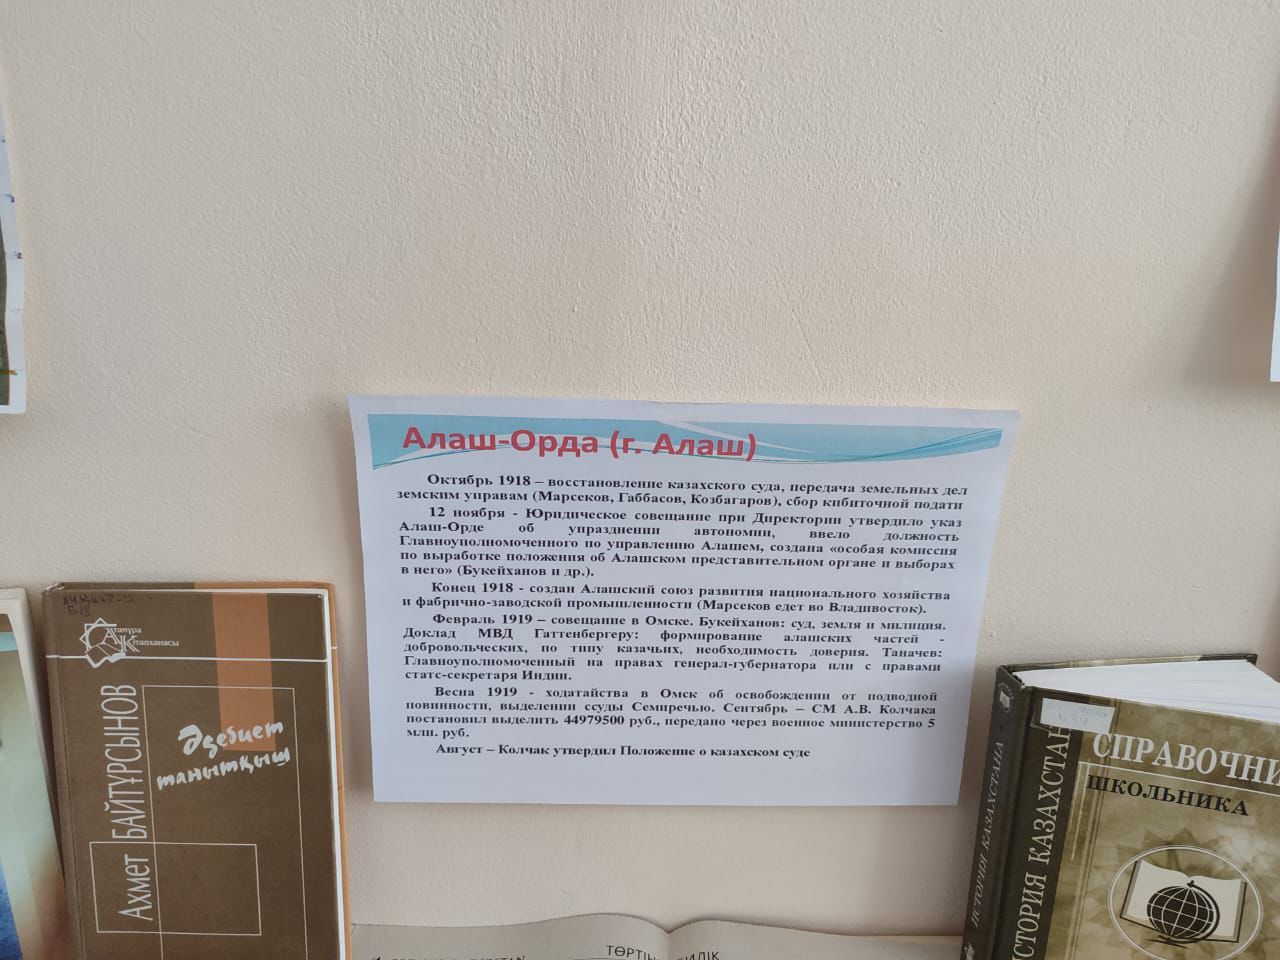 Алаш-Орда (г. Алаш)
Октябрь 1918 – восстановление казахского суда, передача земельных дел
земским управам (Марсеков, Габбасов, Козбагаров), сбор кибиточной подати
12 ноября - Юридическое совещание при Директории утвердило указ
Алаш-Орде об упразднении автономии, ввело должность
Главноуполномоченного по управлению Алашем, создана «особая комиссия
по выработке положения об Алашском представительном органе и выборах
в него» (Букейханов и др.).
Конец 1918 - создан Алашский союз развития национального хозяйства
и фабрично-заводской промышленности (Марсеков едет во Владивосток).
Февраль 1919 – совещание в Омске. Букейханов: суд, земля и милиция.
Доклад МВД Гаттенбергеру: формирование алашских частей -
добровольческих, по типу казачьих, необходимость доверия. Таначев:
Главноуполномоченный на правах генерал-губернатора или с правами
статс-секретаря Индии.
Весна 1919 - ходатайства в Омск об освобождении от подводной
повинности, выделении ссуды Семиречью. Сентябрь – СМ А.В. Колчака
постановил выделить 44979500 руб., передано через военное министерство 5
млн. руб.
Август – Колчак утвердил Положение о казахском суде
Атамұра
Кітапханасы
Ахмет БАЙТҰРСЫНОВ
Әдебиет
танытқыш
ИСТОРИЯ КАЗАХСТАНА
ИСТОРИЯ КАЗАХСТАН
СПРАВОЧНИ
ШКОЛЬНИКА